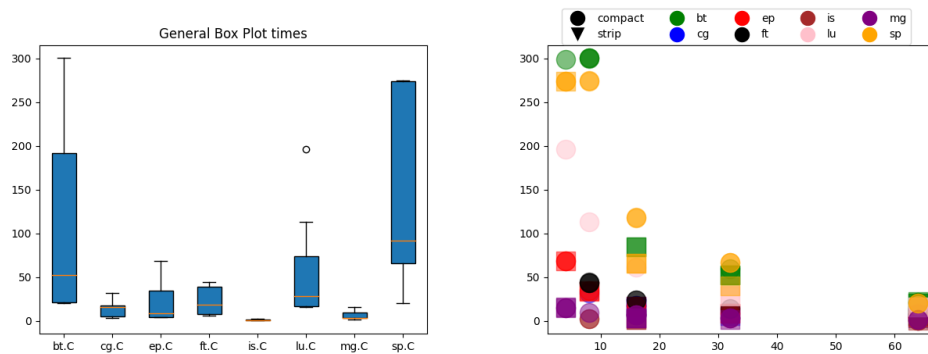 General Box Plot times
300
250
200
150
100
50
0
bt.C cg.C ep.C ft.C is.C lu.C mg.C sp.C
compact bt ep is mg
strip cg ft lu sp
300
250
200
150
100
50
0
10 20 30 40 50 60